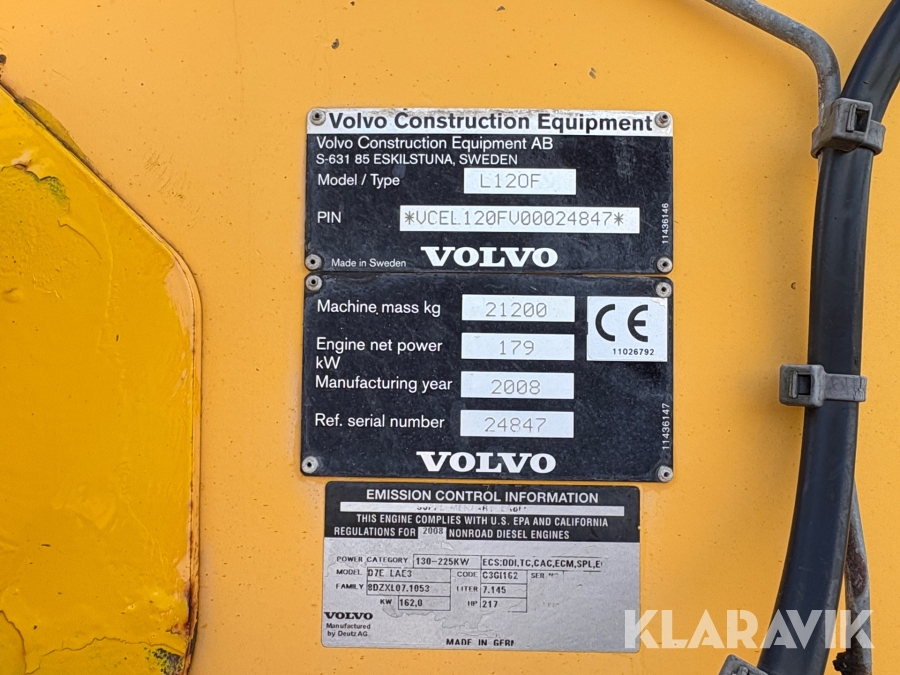 Volvo Construction Equipment
Volvo Construction Equipment AB
S-631 85 ESKILSTUNA, SWEDEN
Model / Type L120F
PIN *VCEL120FV00024847*
11436146
Made in Sweden VOLVO
Machine mass kg 21200
CE
11026792
Engine net power kW 179
Manufacturing year 2008
Ref. serial number 24847
11436147
VOLVO
EMISSION CONTROL INFORMATION
THIS ENGINE COMPLIES WITH U.S. EPA AND CALIFORNIA
REGULATIONS FOR 2008 NONROAD DIESEL ENGINES
POWER CATEGORY 130-225KW ECS:DDI,TC,CAC,ECM,SPL,
MODEL D7E LAE3 CODE C3GI162
FAMILY 8DZXL07.1053 LITER 7.145
KW 162,0 HP 217
VOLVO
Manufactured
by Deutz AG
MADE IN
KLARAVIK